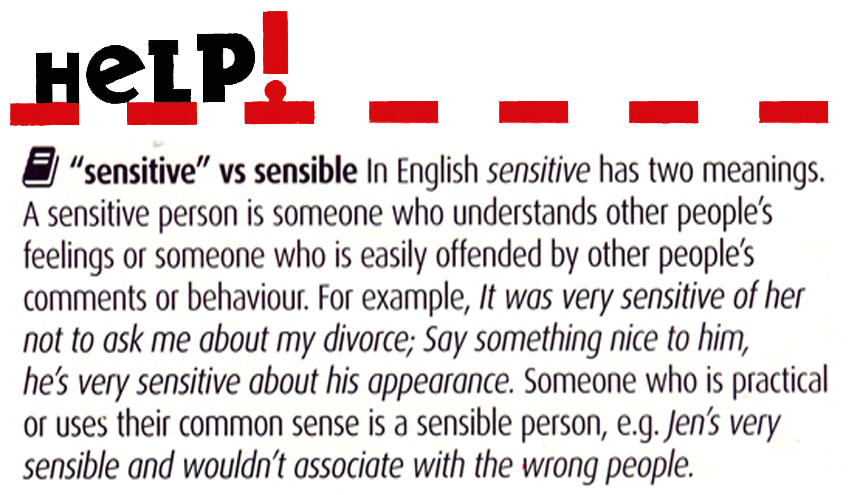 HeLP!
"sensitive" vs sensible In English sensitive has two meanings.
A sensitive person is someone who understands other people's
feelings or someone who is easily offended by other people's
comments or behaviour. For example, It was very sensitive of her
not to ask me about my divorce; Say something nice to him,
he's very sensitive about his appearance. Someone who is practical
or uses their common sense is a sensible person, e.g. Jen's very
sensible and wouldn't associate with the wrong people.